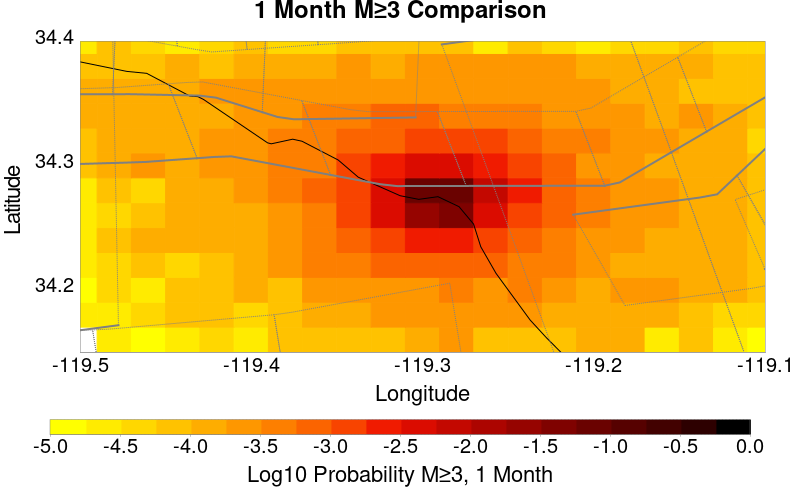 1 Month M≥3 Comparison
34.4
34.3
34.2
Latitude
-119.5 -119.4 -119.3 -119.2 -119.1
Longitude
-5.0 -4.5 -4.0 -3.5 -3.0 -2.5 -2.0 -1.5 -1.0 -0.5 0.0
Log10 Probability M≥3, 1 Month